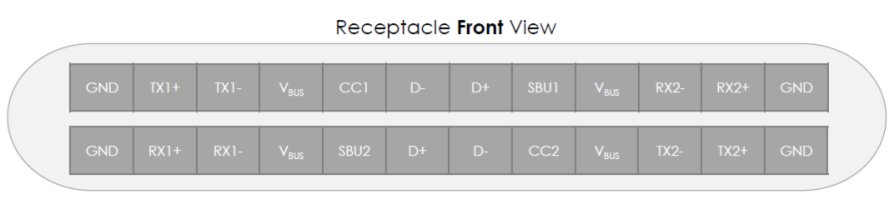 Receptacle Front View
GND TX1+ TX1- VBUS CC1 D- D+ SBU1 VBUS RX2- RX2+ GND
GND RX1+ RX1- VBUS SBU2 D+ D- CC2 VBUS TX2- TX2+ GND